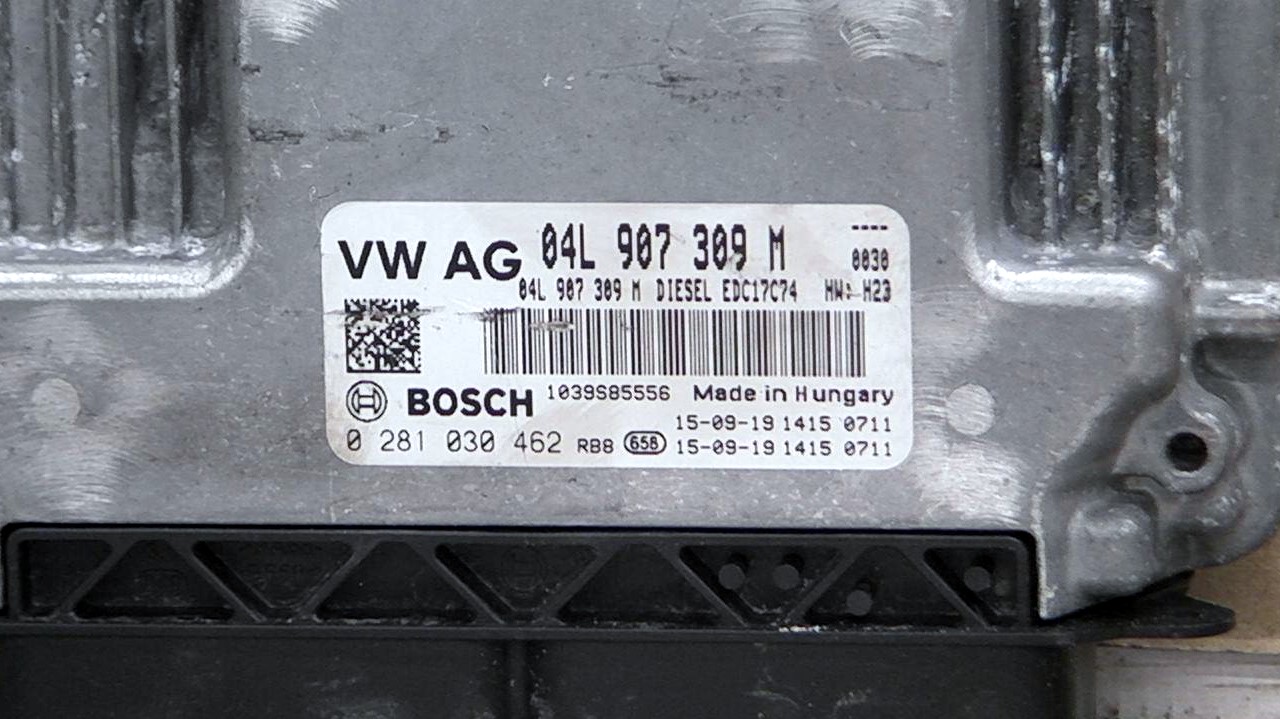 VW AG 04L 907 309 M ----
0030
04L 907 309 M DIESEL EDC17C74 HW: H23
BOSCH 1039S85556 Made in Hungary
15-09-19 1415 0711
0 281 030 462 RB8 658 15-09-19 1415 0711